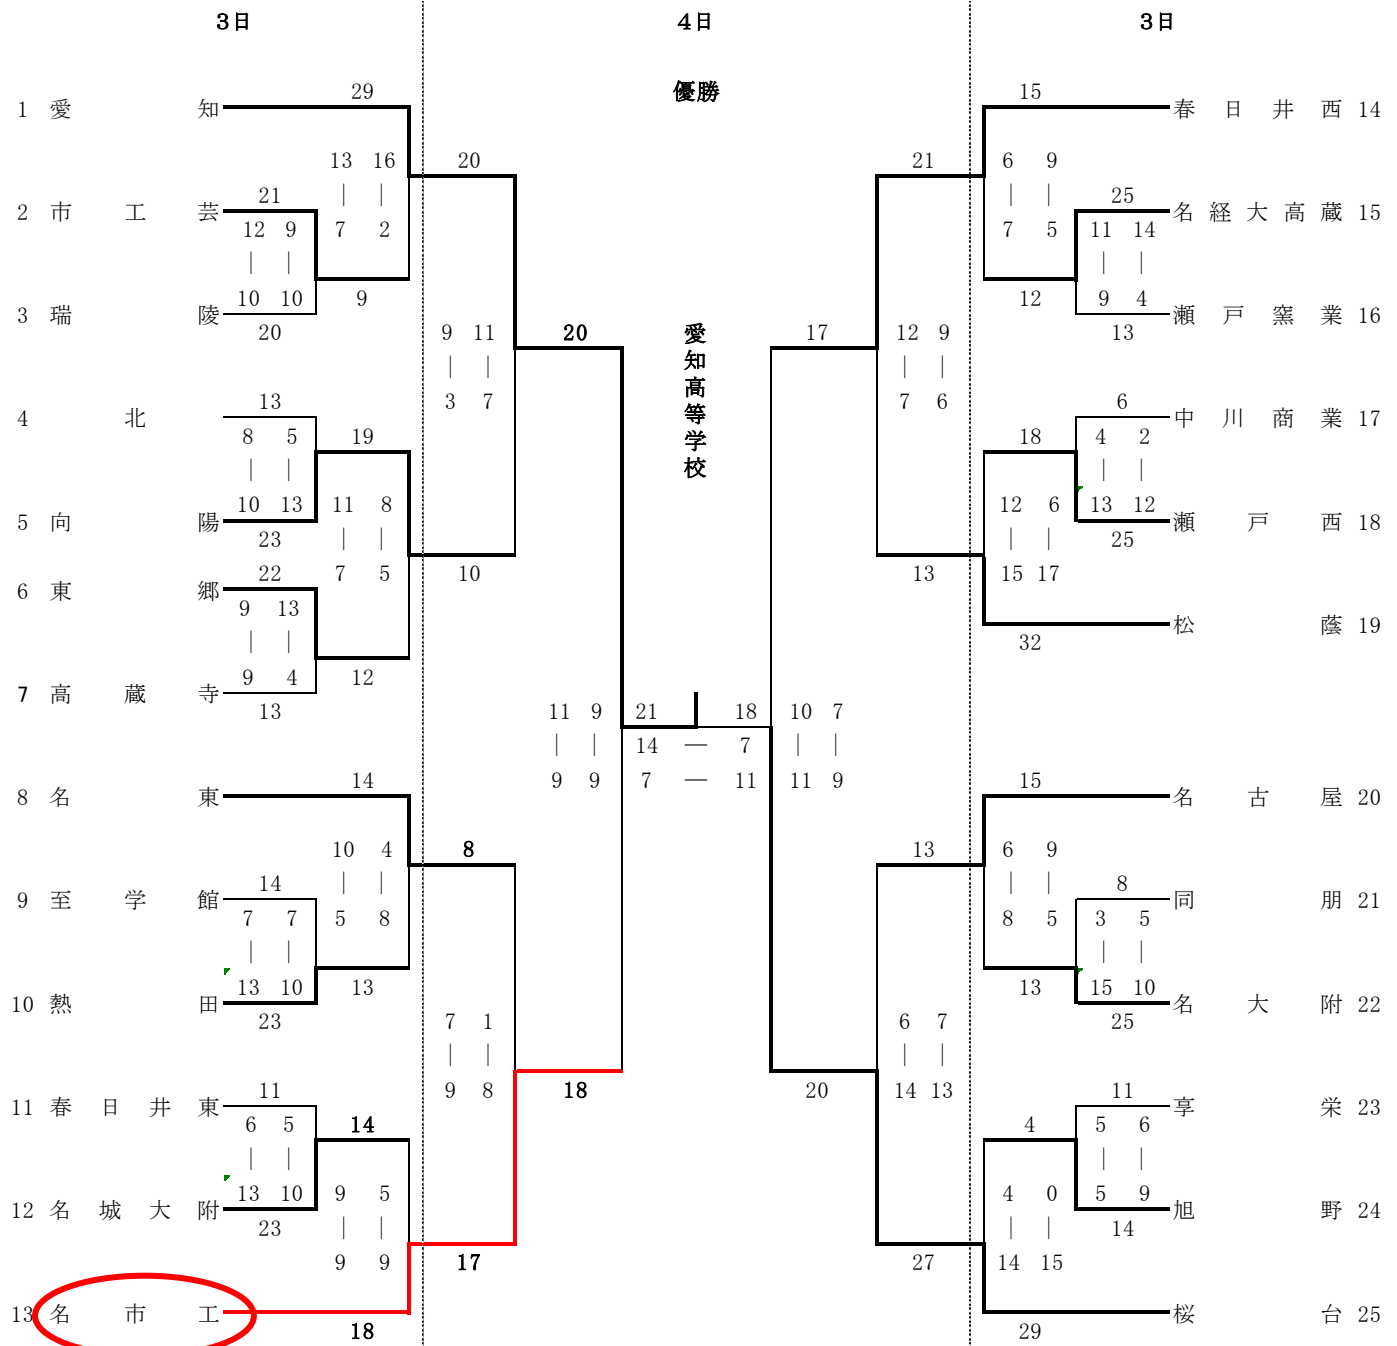 3日 4日 3日
優勝
29 15
1 愛知 春日井西 14
13 16 20 21 6 9
| | | |
21 25
2 市工芸 名経大高蔵 15
12 9 7 2 7 5 11 14
| | | |
10 10 9 12 9 4
3 瑞陵 瀬戸窯業 16
20 9 11 20 17 12 9 13
| | | |
愛知高等学校
3 7 7 6
13 6
4 北 中川商業 17
8 5 19 18 4 2
| | | |
10 13 11 8 12 6 13 12
5 向陽 瀬戸西 18
23 | | | | 25
22 7 5 10 13 15 17
6 東郷
9 13
| | 松蔭 19
32
9 4 12
7 高蔵寺
13
11 9 21 18 10 7
| | 14 — 7 | |
9 9 7 — 11 11 9
14 15
8 名東 名古屋 20
10 4 8 13 6 9
| | | |
14 8
9 至学館 同朋 21
7 7 5 8 8 5 3 5
| | | |
13 10 13 13 15 10
10 熱田 名大附 22
23 7 1 6 7 25
| | | |
9 8 18 20 14 13
11 11
11 春日井東 享栄 23
6 5 14 4 5 6
| | | |
13 10 9 5 4 0 5 9
12 名城大附 旭野 24
23 | | | | 14
9 9 17 27 14 15
13 名市工 桜台 25
18 29